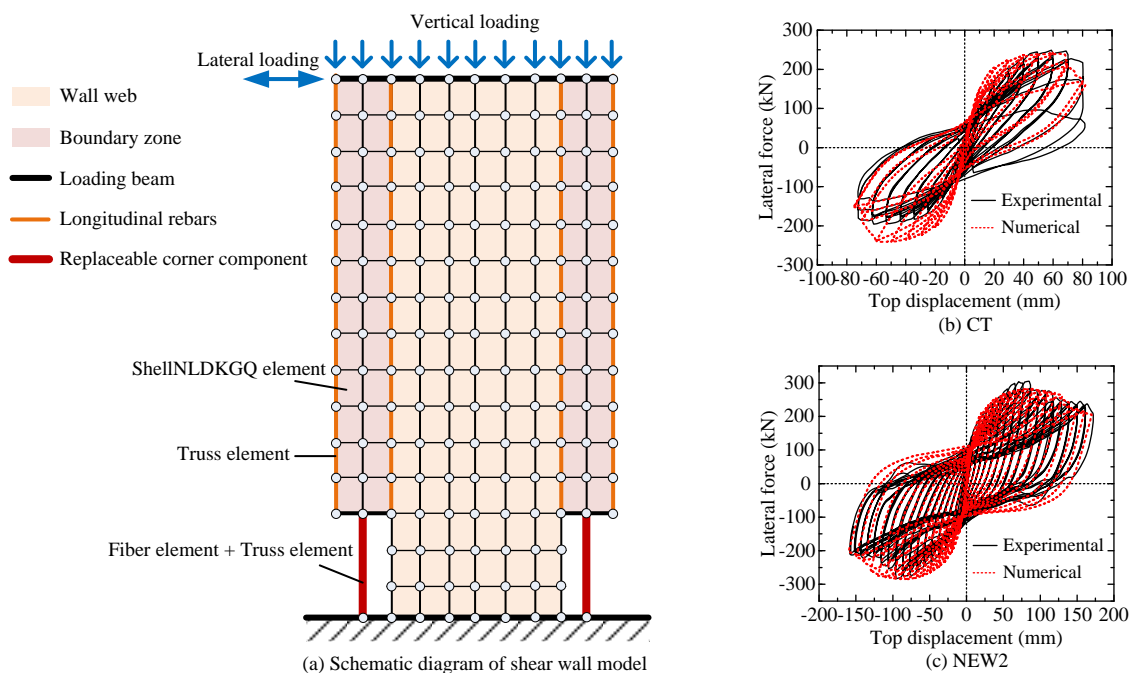 Vertical loading
Lateral loading
Wall web
Boundary zone
Loading beam
Longitudinal rebars
Replaceable corner component
ShellNLDKGQ element
Truss element
Fiber element + Truss element
(a) Schematic diagram of shear wall model
300
200
100
0
-100
-200
300
Lateral force (kN)
Experimental
Numerical
-100 -80 -60 -40 -20 0 20 40 60 80 100
Top displacement (mm)
(b) CT
300
200
100
0
-100
-200
-300
Lateral force (kN)
Experimental
Numerical
-200 -150 -100 -50 0 50 100 150 200
Top displacement (mm)
(c) NEW2